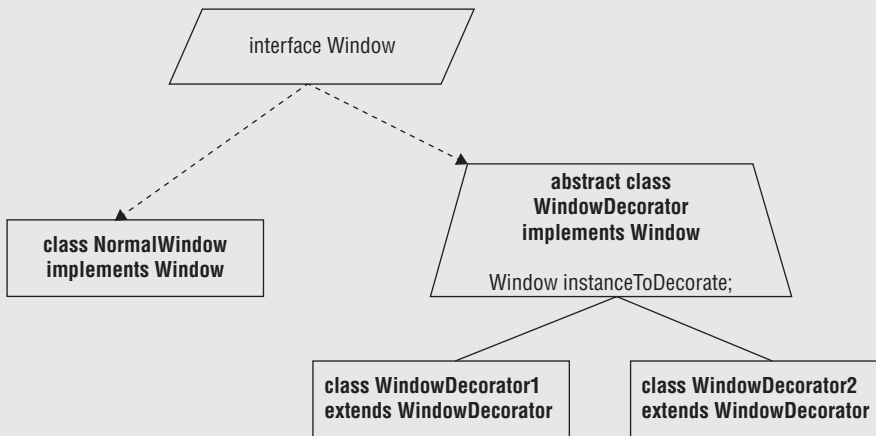 interface Window
class NormalWindow
implements Window
abstract class
WindowDecorator
implements Window
Window instanceToDecorate;
class WindowDecorator1
extends WindowDecorator
class WindowDecorator2
extends WindowDecorator